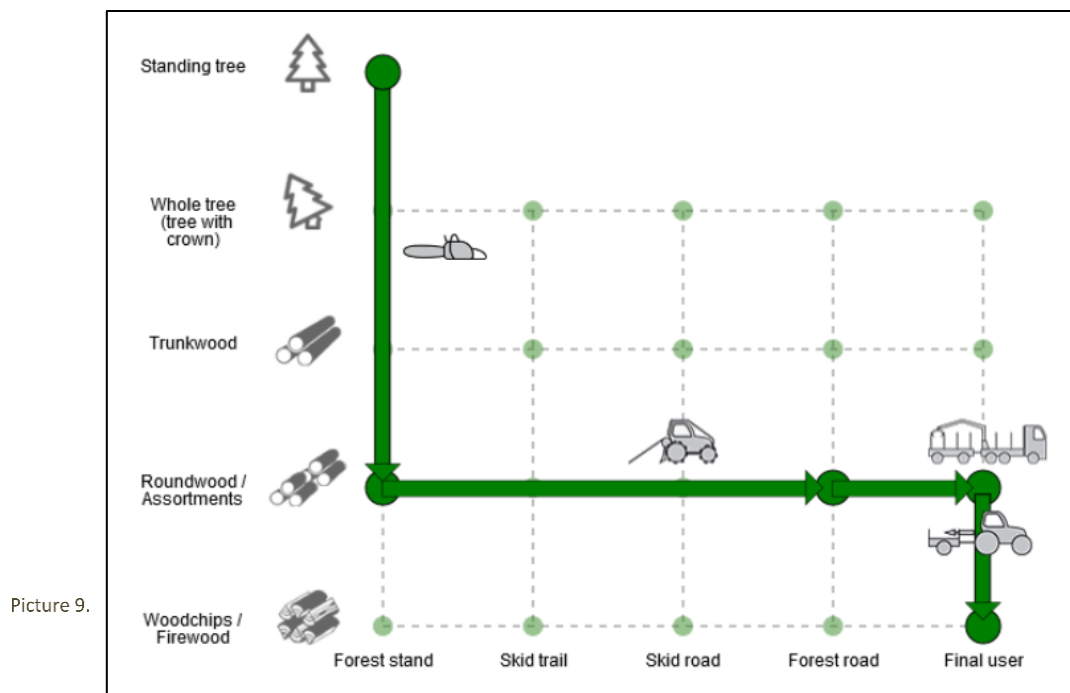 Standing tree
Whole tree
(tree with
crown)
Trunkwood
Roundwood /
Assortments
Picture 9.
Woodchips /
Firewood
Forest stand
Skid trail
Skid road
Forest road
Final user